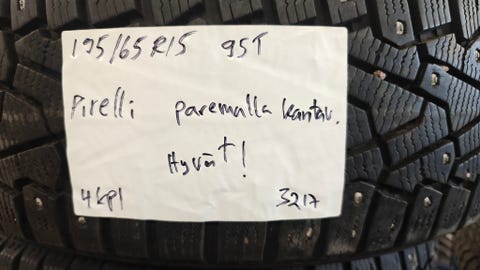 195/65 R15 95T
Pirelli paremalla kantav.
Hyvät!
4kpl 3217